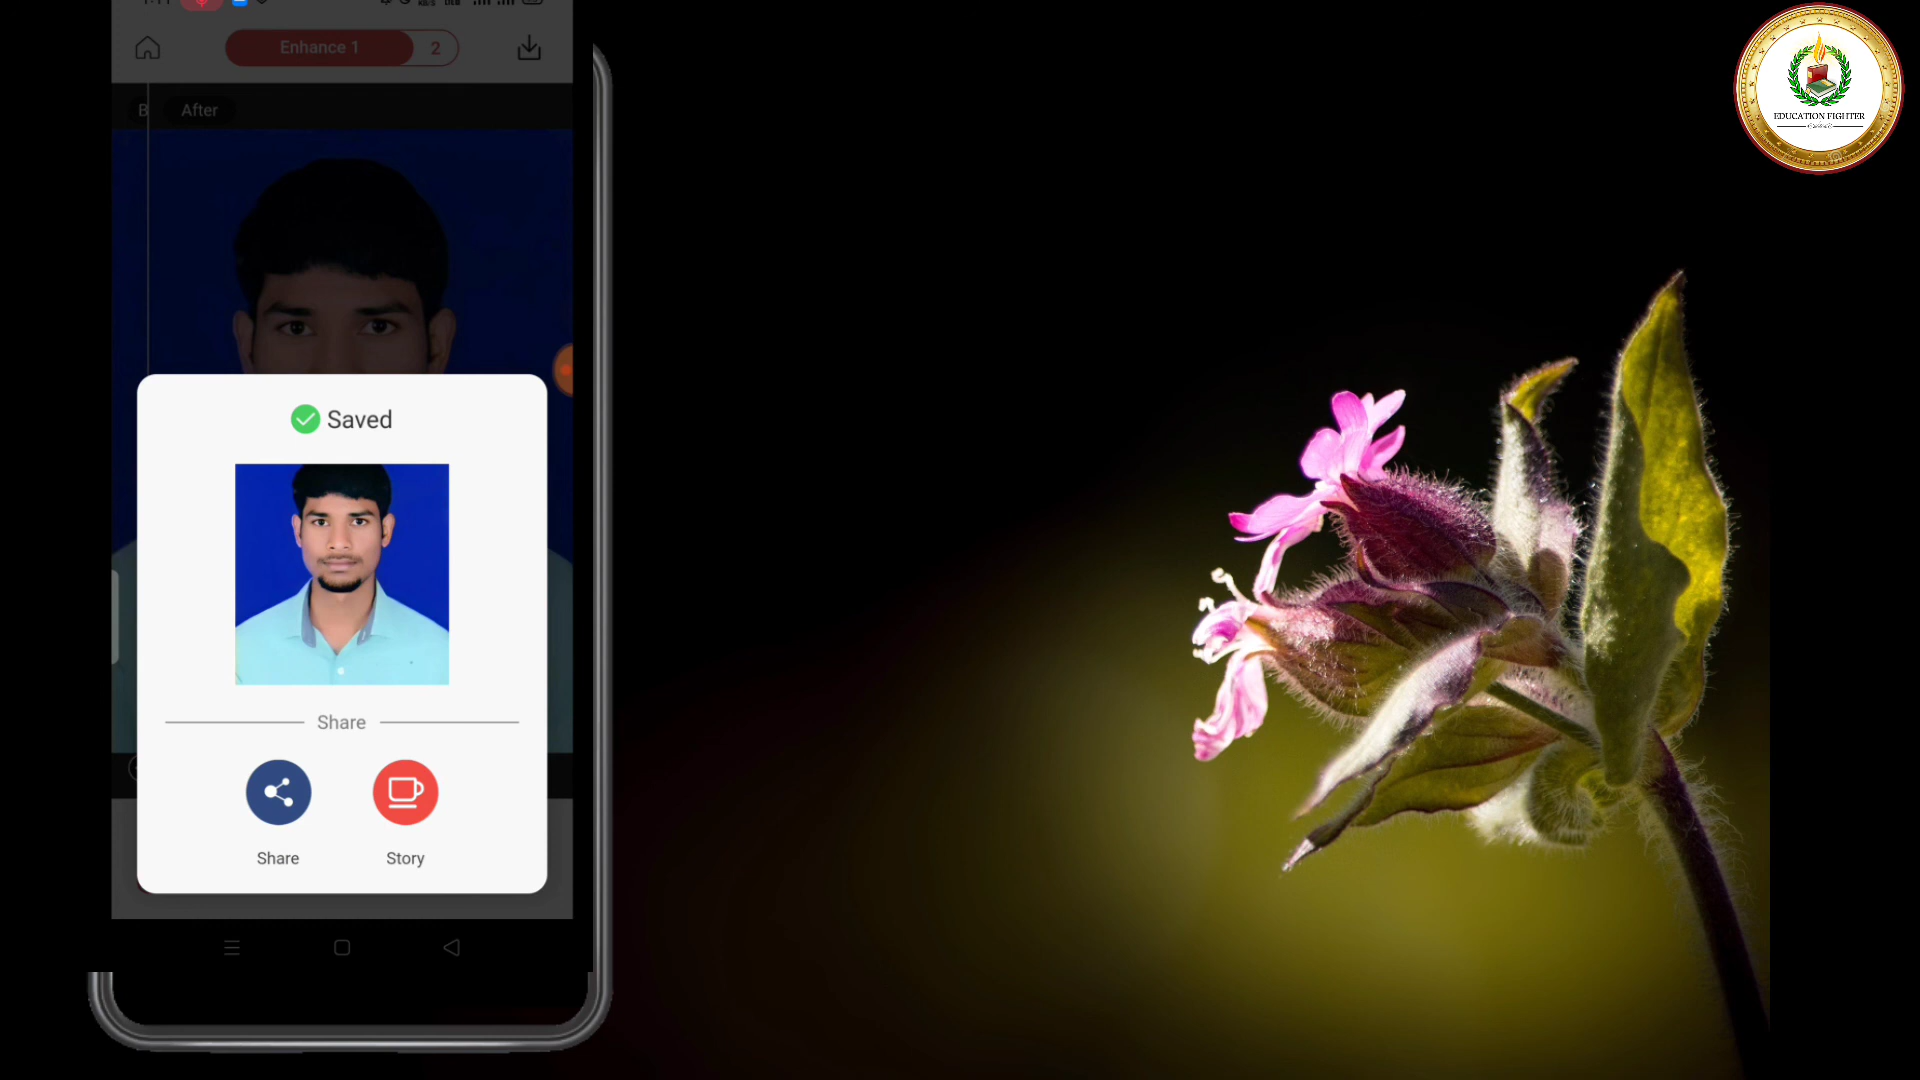 Enhance 1
2
B
After
Saved
Share
Share
Story
EDUCATION FIGHTER